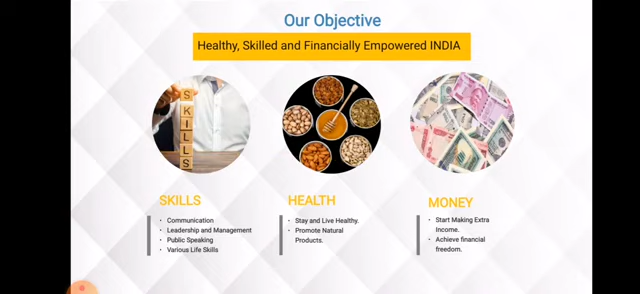 Our Objective
Healthy, Skilled and Financially Empowered INDIA
S
K
I
L
L
S
SKILLS
• Communication
• Leadership and Management
• Public Speaking
• Various Life Skills
HEALTH
• Stay and Live Healthy.
• Promote Natural
Products.
MONEY
• Start Making Extra
Income.
• Achieve financial
freedom.